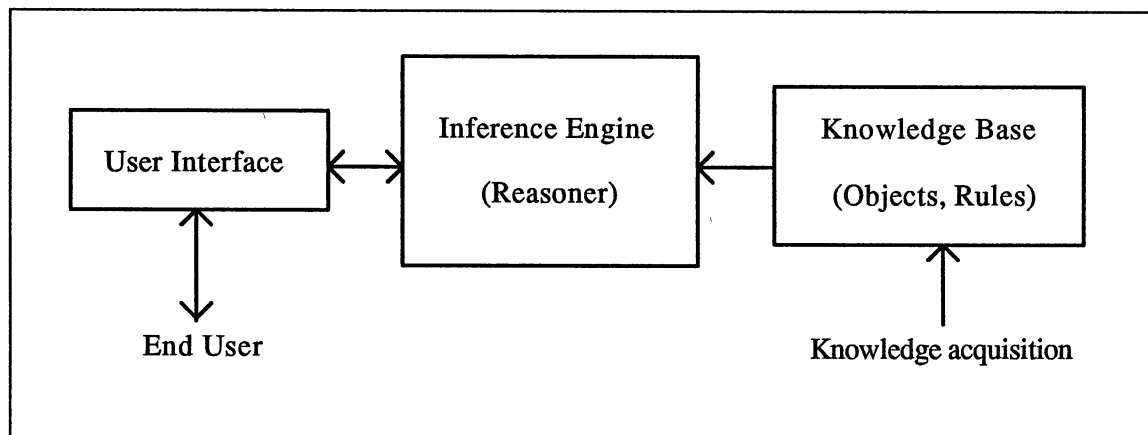 User Interface
Inference Engine
(Reasoner)
Knowledge Base
(Objects, Rules)
End User
Knowledge acquisition